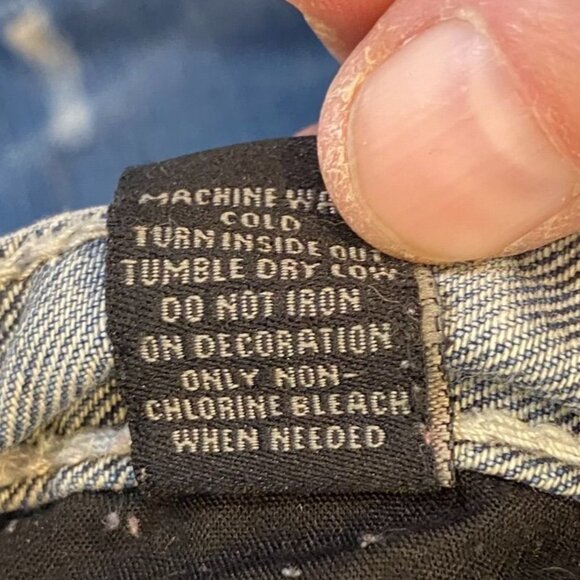 MACHINE WA
COLD
TURN INSIDE OUT
TUMBLE DRY LOW
DO NOT IRON
ON DECORATION
ONLY NON-
CHLORINE BLEACH
WHEN NEEDED